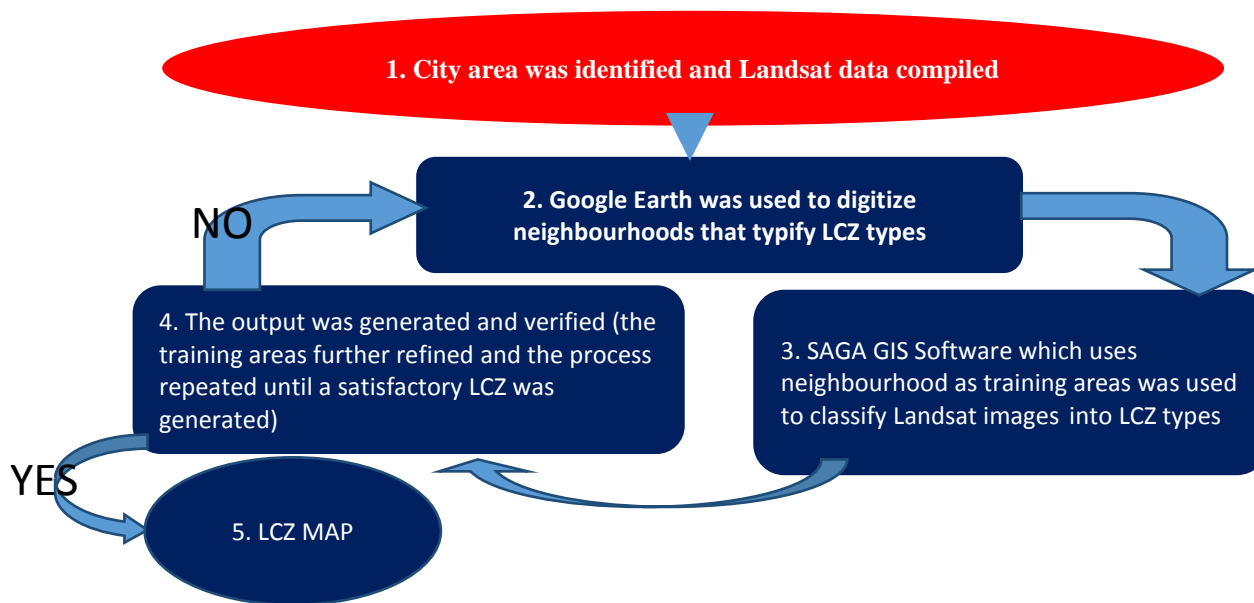 1. City area was identified and Landsat data compiled
2. Google Earth was used to digitize
neighbourhoods that typify LCZ types
NO
4. The output was generated and verified (the
training areas further refined and the process
repeated until a satisfactory LCZ was
generated)
3. SAGA GIS Software which uses
neighbourhood as training areas was used
to classify Landsat images into LCZ types
YES
5. LCZ MAP